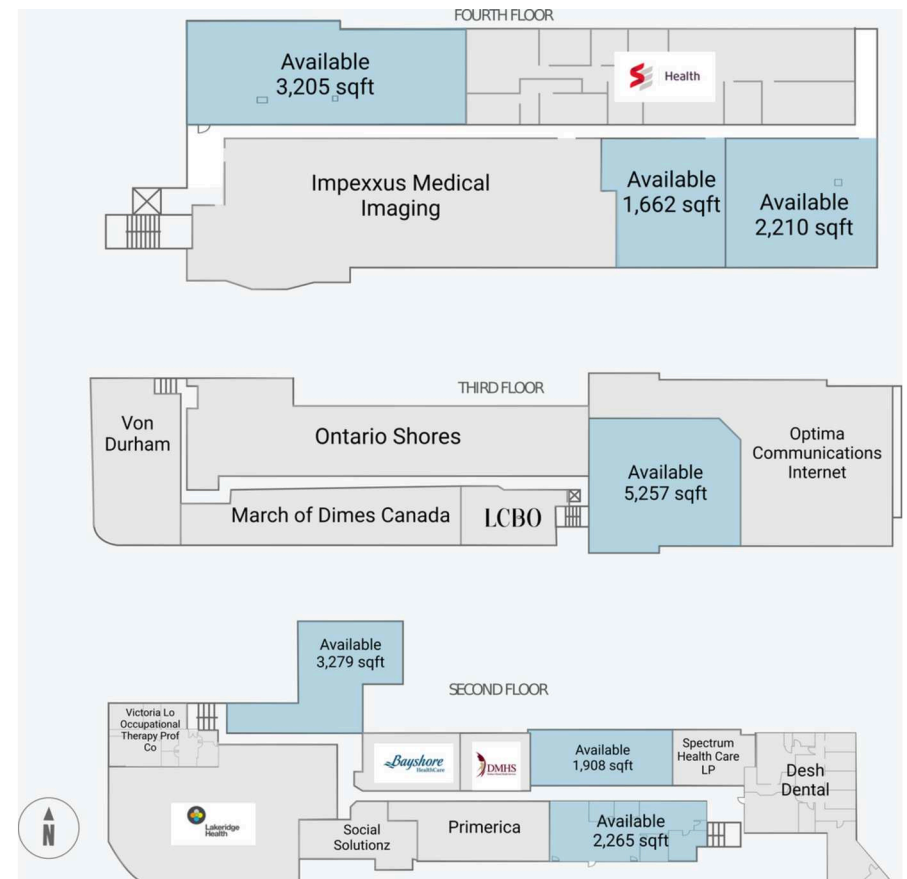 FOURTH FLOOR
Available
3,205 sqft
Health
Impexxus Medical
Imaging
Available
1,662 sqft
Available
2,210 sqft
THIRD FLOOR
Von
Durham
Ontario Shores
Available
5,257 sqft
Optima
Communications
Internet
March of Dimes Canada
LCBO
Available
3,279 sqft
SECOND FLOOR
Victoria Lo
Occupational
Therapy Prof
Co
Bayshore
HealthCare
DMHS
Available
1,908 sqft
Spectrum
Health Care
LP
Desh
Dental
Lakeridge
Health
Social
Solutionz
Primerica
Available
2,265 sqft
N